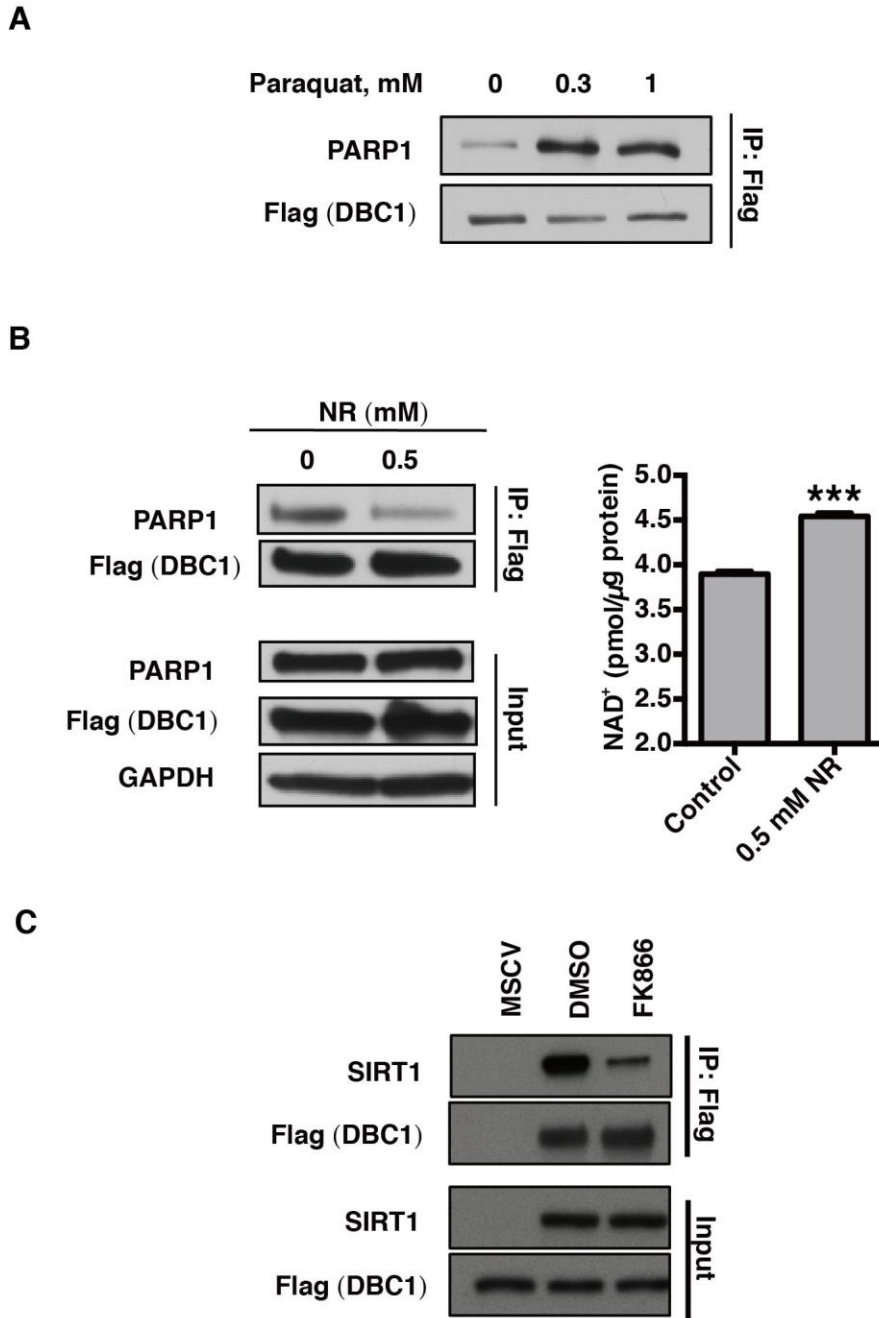 A
Paraquat, mM 0 0.3 1
PARP1
Flag (DBC1)
IP: Flag
B
NR (mM)
0 0.5
PARP1
Flag (DBC1)
IP: Flag
PARP1
Flag (DBC1)
GAPDH
Input
NAD⁺ (pmol/µg protein)
5.0
4.5
4.0
3.5
3.0
2.5
2.0
***
Control
0.5 mM NR
C
MSCV DMSO FK866
SIRT1
Flag (DBC1)
IP: Flag
SIRT1
Flag (DBC1)
Input